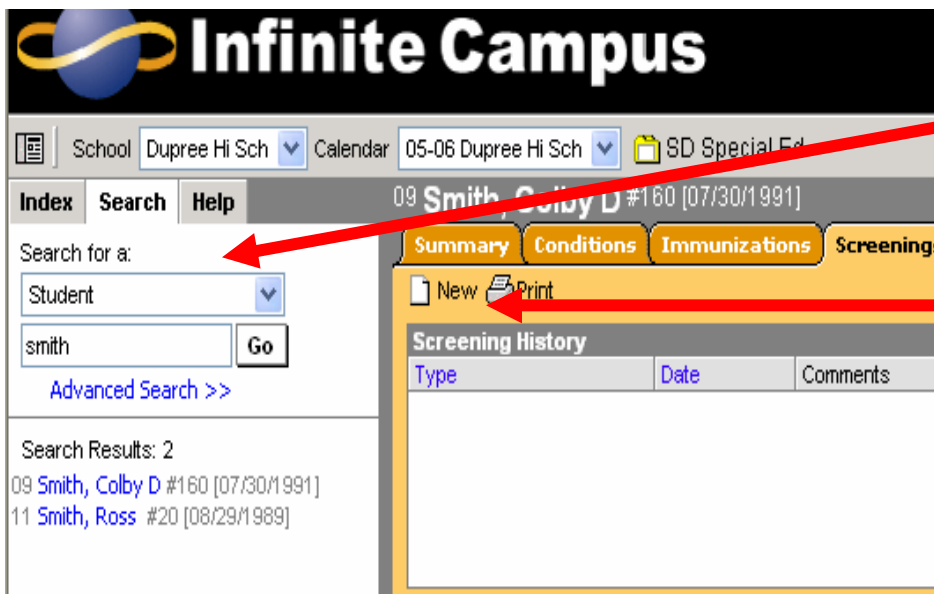 Infinite Campus
School Dupree Hi Sch Calendar 05-06 Dupree Hi Sch SD Special Ed
Index Search Help
09 Smith, Colby D #160 [07/30/1991]
Search for a:
Summary Conditions Immunizations Screenings
Student
New Print
smith Go
Screening History
Type Date Comments
Advanced Search >>
Search Results: 2
09 Smith, Colby D #160 [07/30/1991]
11 Smith, Ross #20 [08/29/1989]